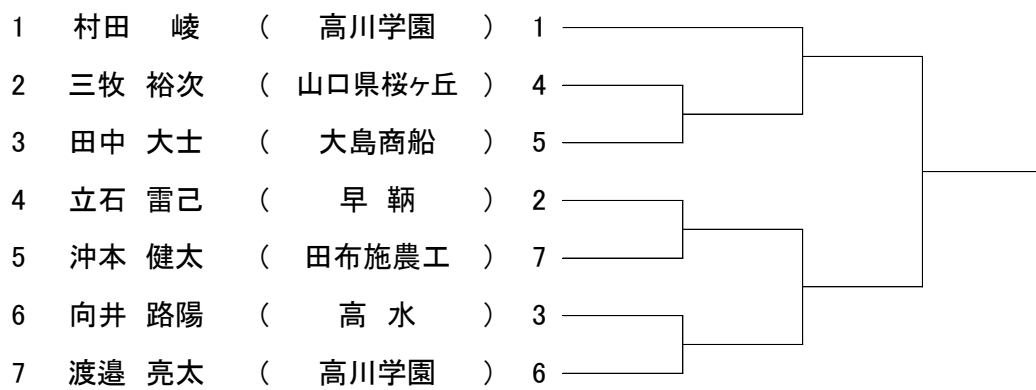 1 村田 崚 ( 高川学園 ) 1
2 三牧 裕次 ( 山口県桜ヶ丘 ) 4
3 田中 大士 ( 大島商船 ) 5
4 立石 雷己 ( 早 鞆 ) 2
5 沖本 健太 ( 田布施農工 ) 7
6 向井 路陽 ( 高 水 ) 3
7 渡邉 亮太 ( 高川学園 ) 6